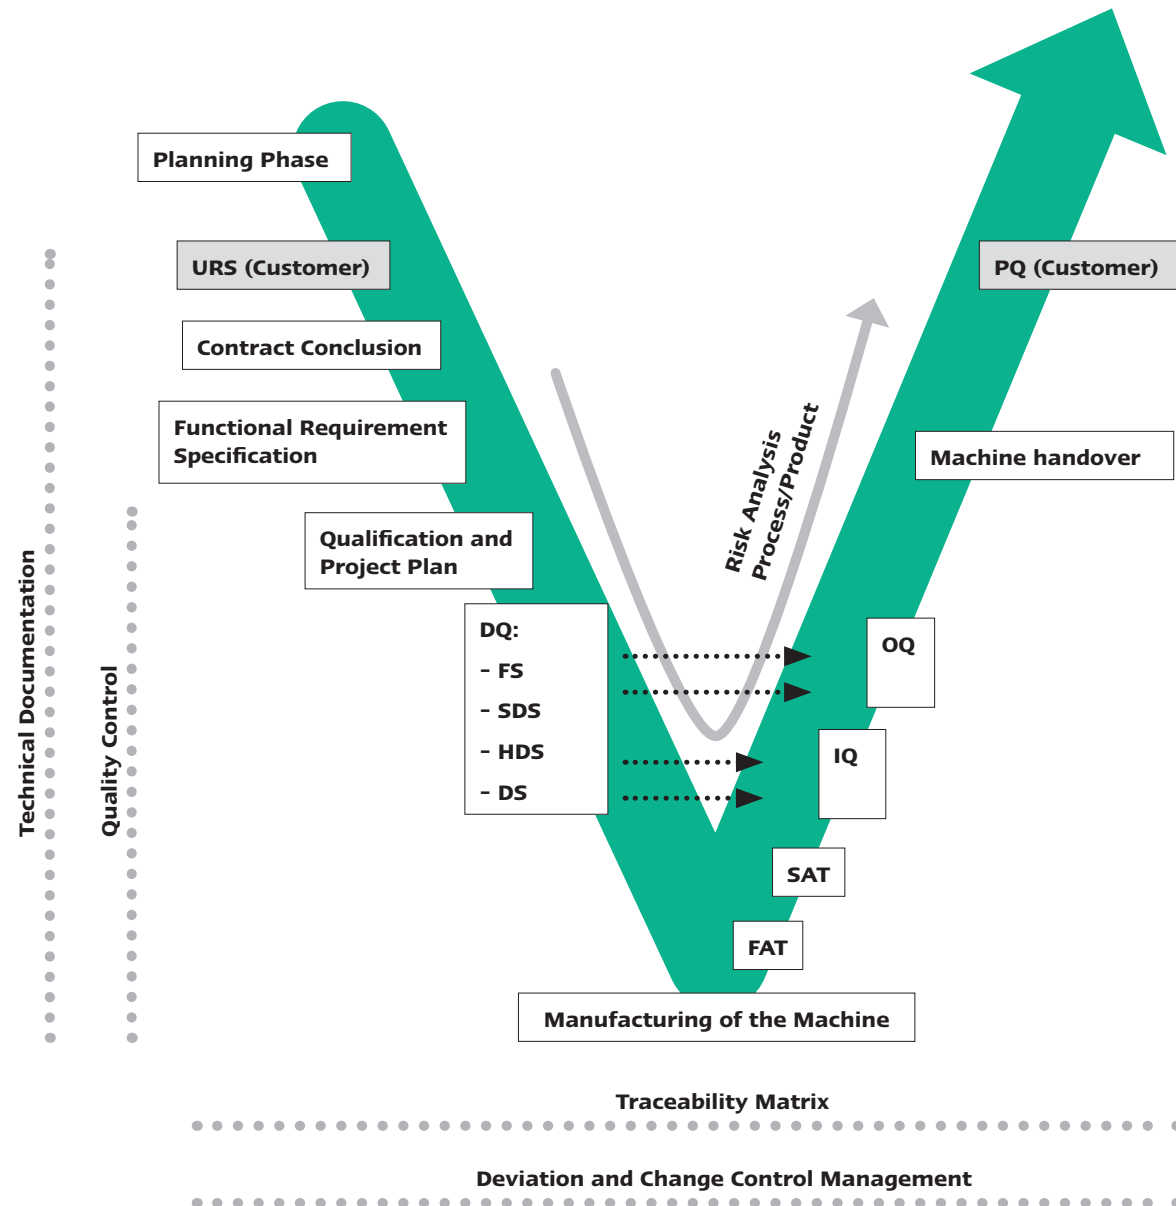 Planning Phase
URS (Customer)
Contract Conclusion
Functional Requirement
Specification
Qualification and
Project Plan
DQ:
– FS
– SDS
– HDS
– DS
Manufacturing of the Machine
FAT
SAT
IQ
OQ
Machine handover
PQ (Customer)
Risk Analysis
Process/Product
Technical Documentation
Quality Control
Traceability Matrix
Deviation and Change Control Management